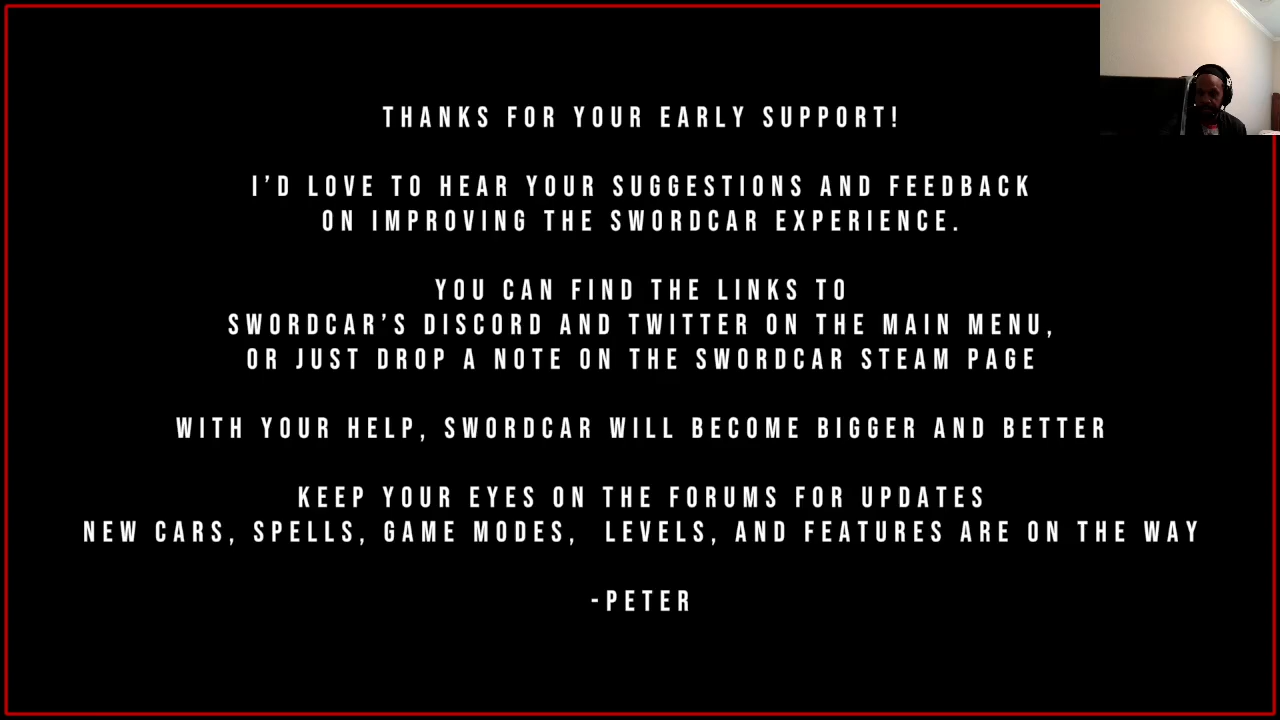 THANKS FOR YOUR EARLY SUPPORT!
I'D LOVE TO HEAR YOUR SUGGESTIONS AND FEEDBACK
ON IMPROVING THE SWORDCAR EXPERIENCE.
YOU CAN FIND THE LINKS TO
SWORDCAR'S DISCORD AND TWITTER ON THE MAIN MENU,
OR JUST DROP A NOTE ON THE SWORDCAR STEAM PAGE
WITH YOUR HELP, SWORDCAR WILL BECOME BIGGER AND BETTER
KEEP YOUR EYES ON THE FORUMS FOR UPDATES
NEW CARS, SPELLS, GAME MODES, LEVELS, AND FEATURES ARE ON THE WAY
-PETER